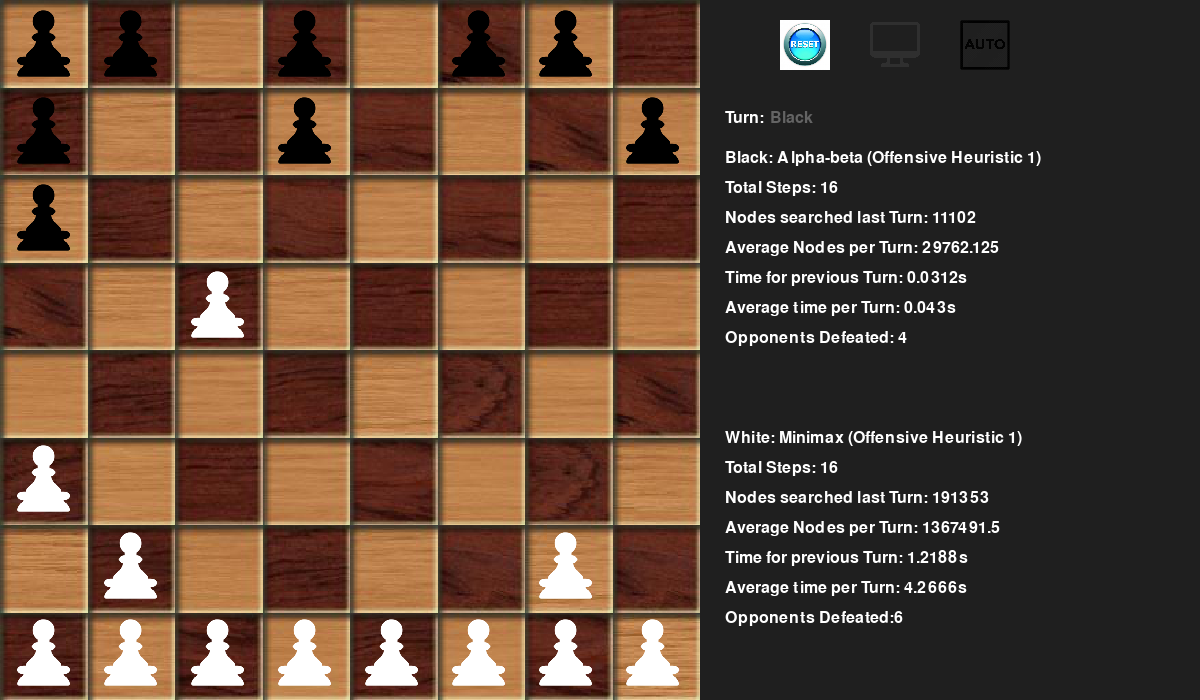 RESET
AUTO
Turn: Black
Black: Alpha-beta (Offensive Heuristic 1)
Total Steps: 16
Nodes searched last Turn: 11102
Average Nodes per Turn: 29762.125
Time for previous Turn: 0.0312s
Average time per Turn: 0.043s
Opponents Defeated: 4
White: Minimax (Offensive Heuristic 1)
Total Steps: 16
Nodes searched last Turn: 191353
Average Nodes per Turn: 1367491.5
Time for previous Turn: 1.2188s
Average time per Turn: 4.2666s
Opponents Defeated:6